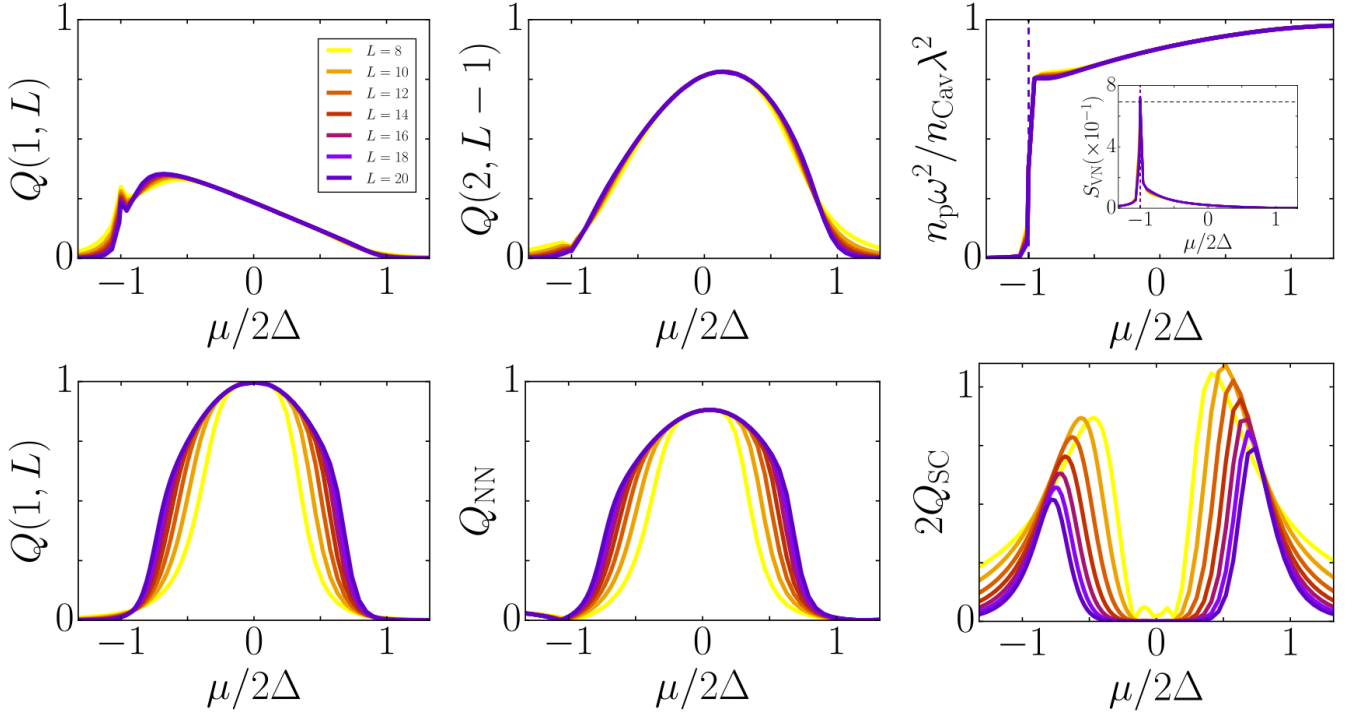 1
Q(1, L)
0
−1
0
1
μ/2Δ
L = 8
L = 10
L = 12
L = 14
L = 16
L = 18
L = 20
1
Q(2, L − 1)
0
−1
0
1
μ/2Δ
1
n_p ω²/n_Cav λ²
0
−1
0
1
μ/2Δ
8
4
0
S_VN(×10⁻¹)
−1
0
1
μ/2Δ
1
Q(1, L)
0
−1
0
1
μ/2Δ
1
Q_NN
0
−1
0
1
μ/2Δ
1
2Q_SC
0
−1
0
1
μ/2Δ